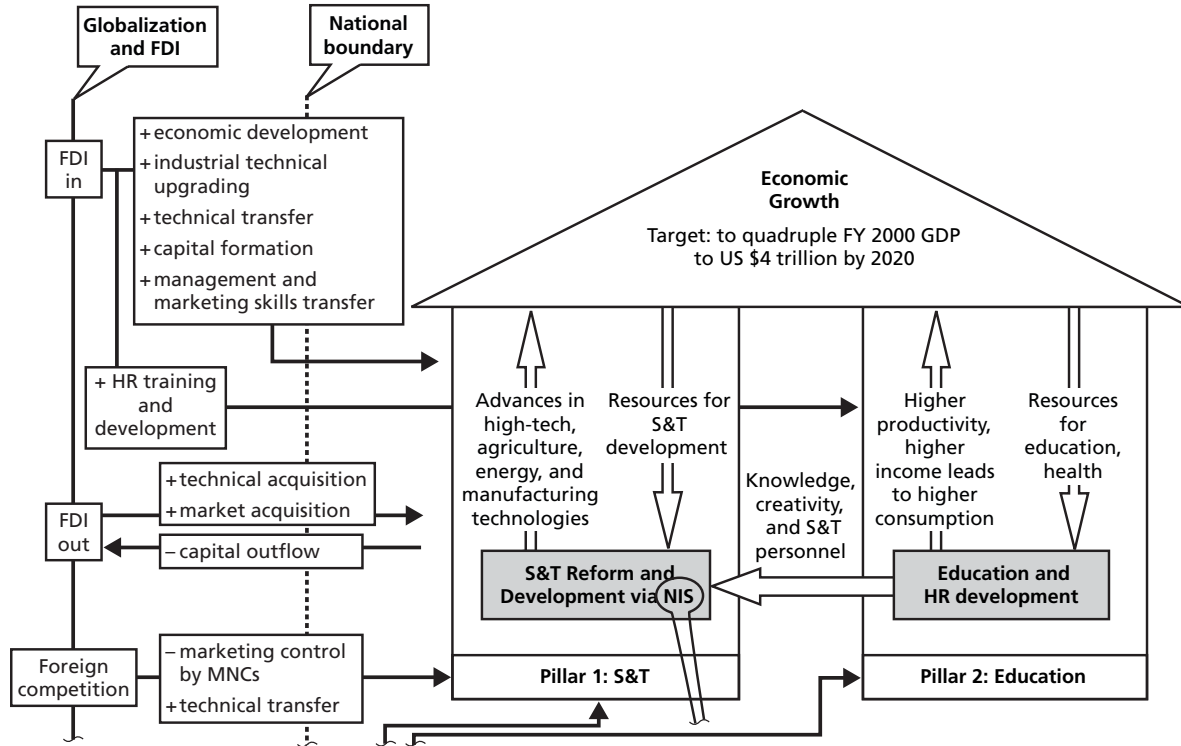 Globalization
and FDI
National
boundary
FDI
in
+ economic development
+ industrial technical
upgrading
+ technical transfer
+ capital formation
+ management and
marketing skills transfer
Economic
Growth
Target: to quadruple FY 2000 GDP
to US $4 trillion by 2020
+ HR training
and
development
Advances in
high-tech,
agriculture,
energy, and
manufacturing
technologies
Resources for
S&T
development
Knowledge,
creativity,
and S&T
personnel
Higher
productivity,
higher
income leads
to higher
consumption
Resources
for
education,
health
+ technical acquisition
+ market acquisition
FDI
out
– capital outflow
S&T Reform and
Development via NIS
Education and
HR development
Foreign
competition
– marketing control
by MNCs
+ technical transfer
Pillar 1: S&T
Pillar 2: Education